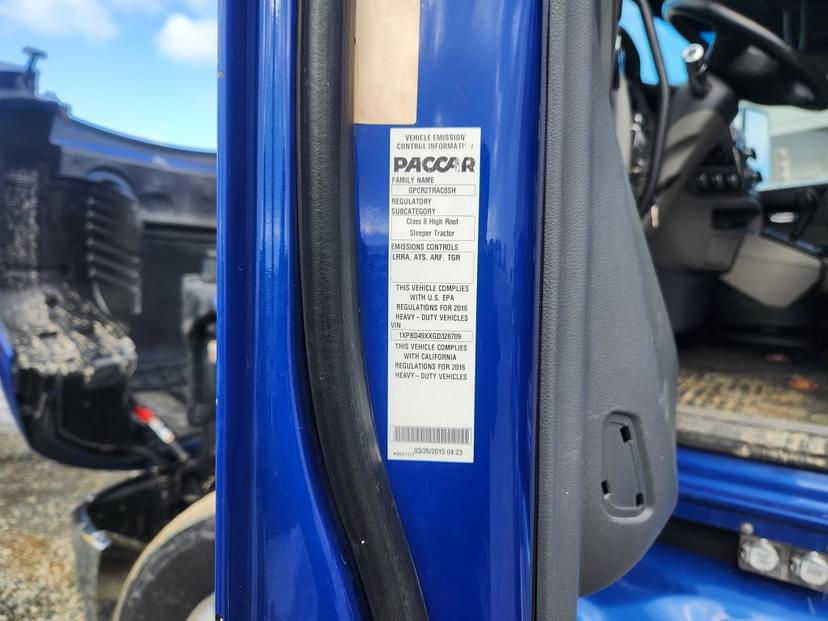 VEHICLE EMISSION
CONTROL INFORMATION
PACCAR
FAMILY NAME
GPCR2TRAC8SH
REGULATORY
SUBCATEGORY
Class 8 High Roof
Sleeper Tractor
EMISSIONS CONTROLS
LRRA, ATS, ARF, TGR
THIS VEHICLE COMPLIES
WITH U.S. EPA
REGULATIONS FOR 2016
HEAVY-DUTY VEHICLES
VIN
1XPBD49XXGD328709
THIS VEHICLE COMPLIES
WITH CALIFORNIA
REGULATIONS FOR 2016
HEAVY-DUTY VEHICLES
03/26/2015 04:23